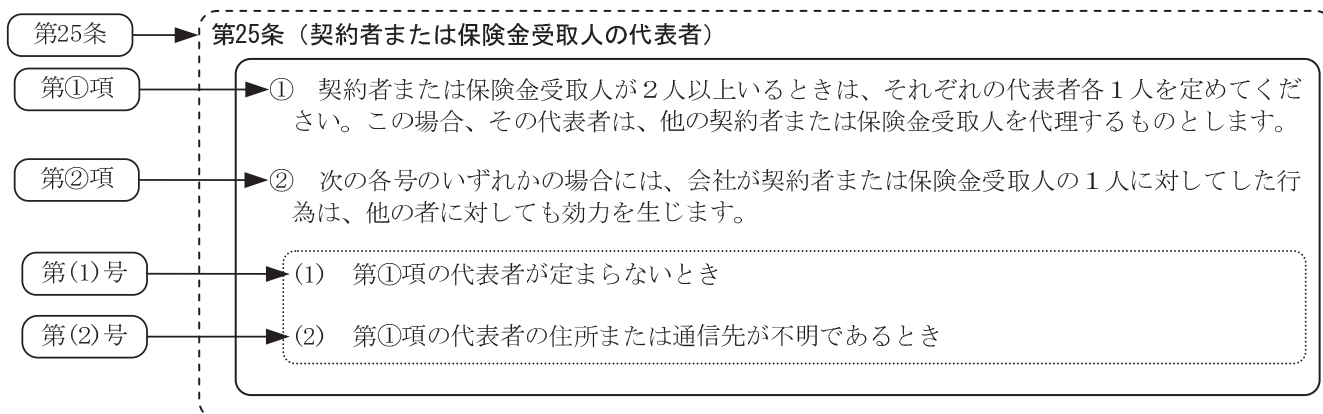 第25条
第25条（契約者または保険金受取人の代表者）
第①項
①　契約者または保険金受取人が２人以上いるときは、それぞれの代表者各１人を定めてくだ
さい。この場合、その代表者は、他の契約者または保険金受取人を代理するものとします。
第②項
②　次の各号のいずれかの場合には、会社が契約者または保険金受取人の１人に対してした行
為は、他の者に対しても効力を生じます。
第(1)号
(1)　第①項の代表者が定まらないとき
第(2)号
(2)　第①項の代表者の住所または通信先が不明であるとき